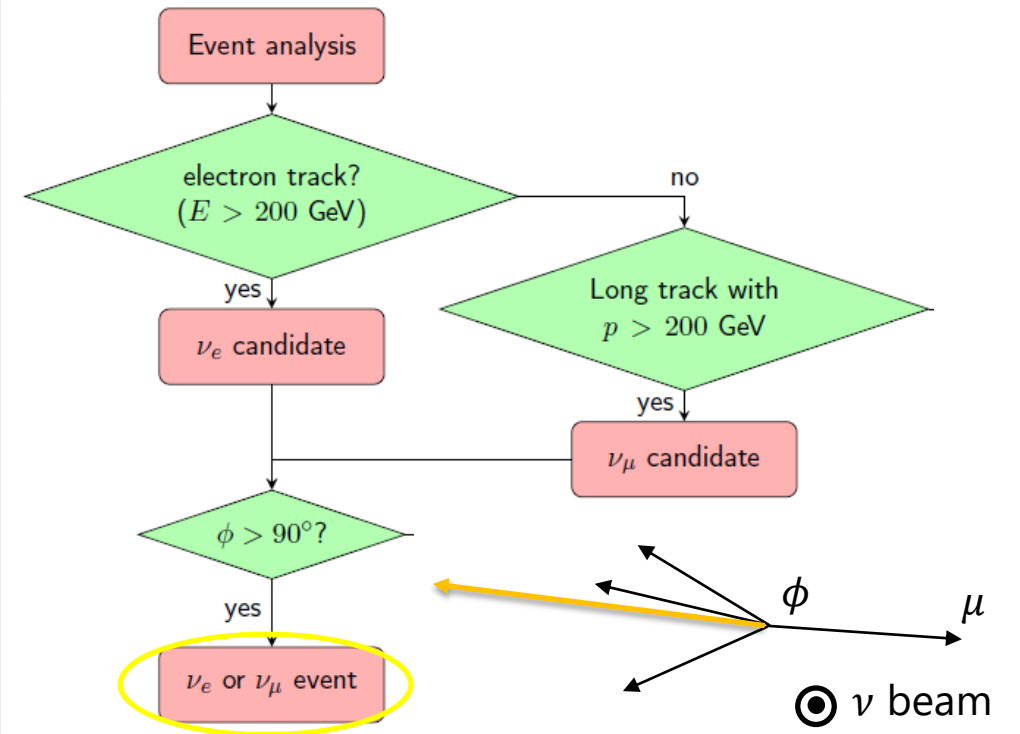 Event analysis
electron track?
(E > 200 GeV)
no
yes
Long track with
p > 200 GeV
ν_e candidate
yes
ν_μ candidate
ϕ > 90°?
yes
ν_e or ν_μ event
ϕ
μ
ν beam